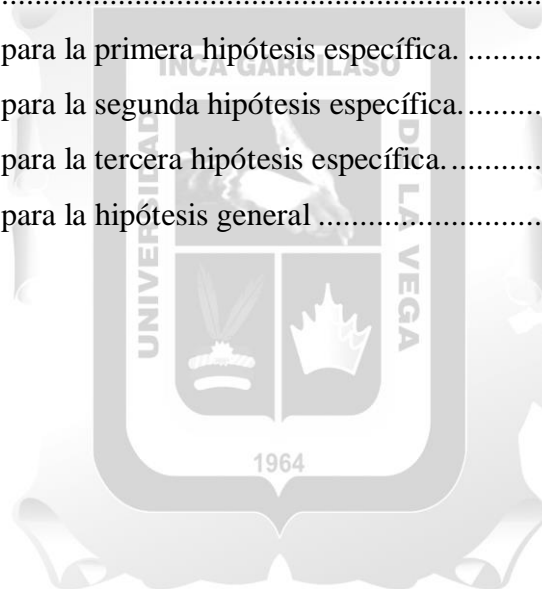 ........................................................
para la primera hipótesis específica. .........
para la segunda hipótesis específica..........
para la tercera hipótesis específica...........
para la hipótesis general ...........................
UNIVERSIDAD
INCA GARCILASO
DE LA VEGA
1964